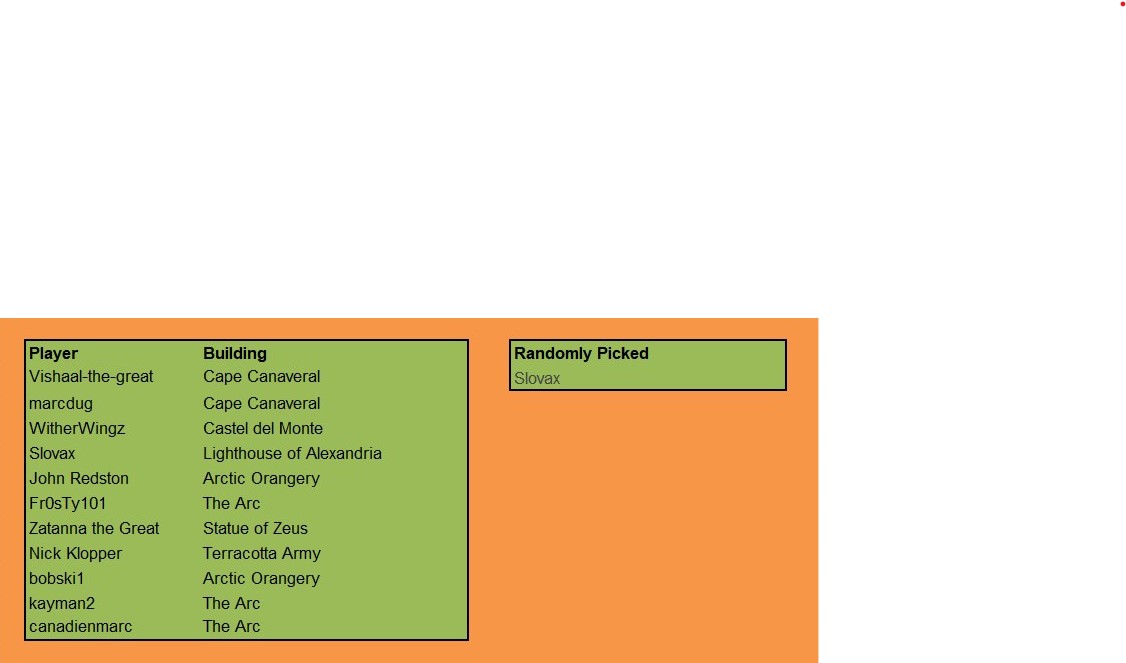 Player Building
Vishaal-the-great Cape Canaveral
marcdug Cape Canaveral
WitherWingz Castel del Monte
Slovax Lighthouse of Alexandria
John Redston Arctic Orangery
Fr0sTy101 The Arc
Zatanna the Great Statue of Zeus
Nick Klopper Terracotta Army
bobski1 Arctic Orangery
kayman2 The Arc
canadienmarc The Arc
Randomly Picked
Slovax